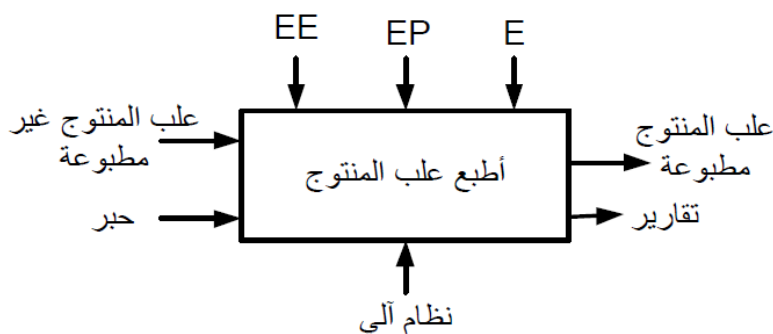 EE EP E
علب المنتوج غير
مطبوعة
حبر
أطبع علب المنتوج
علب المنتوج
مطبوعة
تقارير
نظام آلي